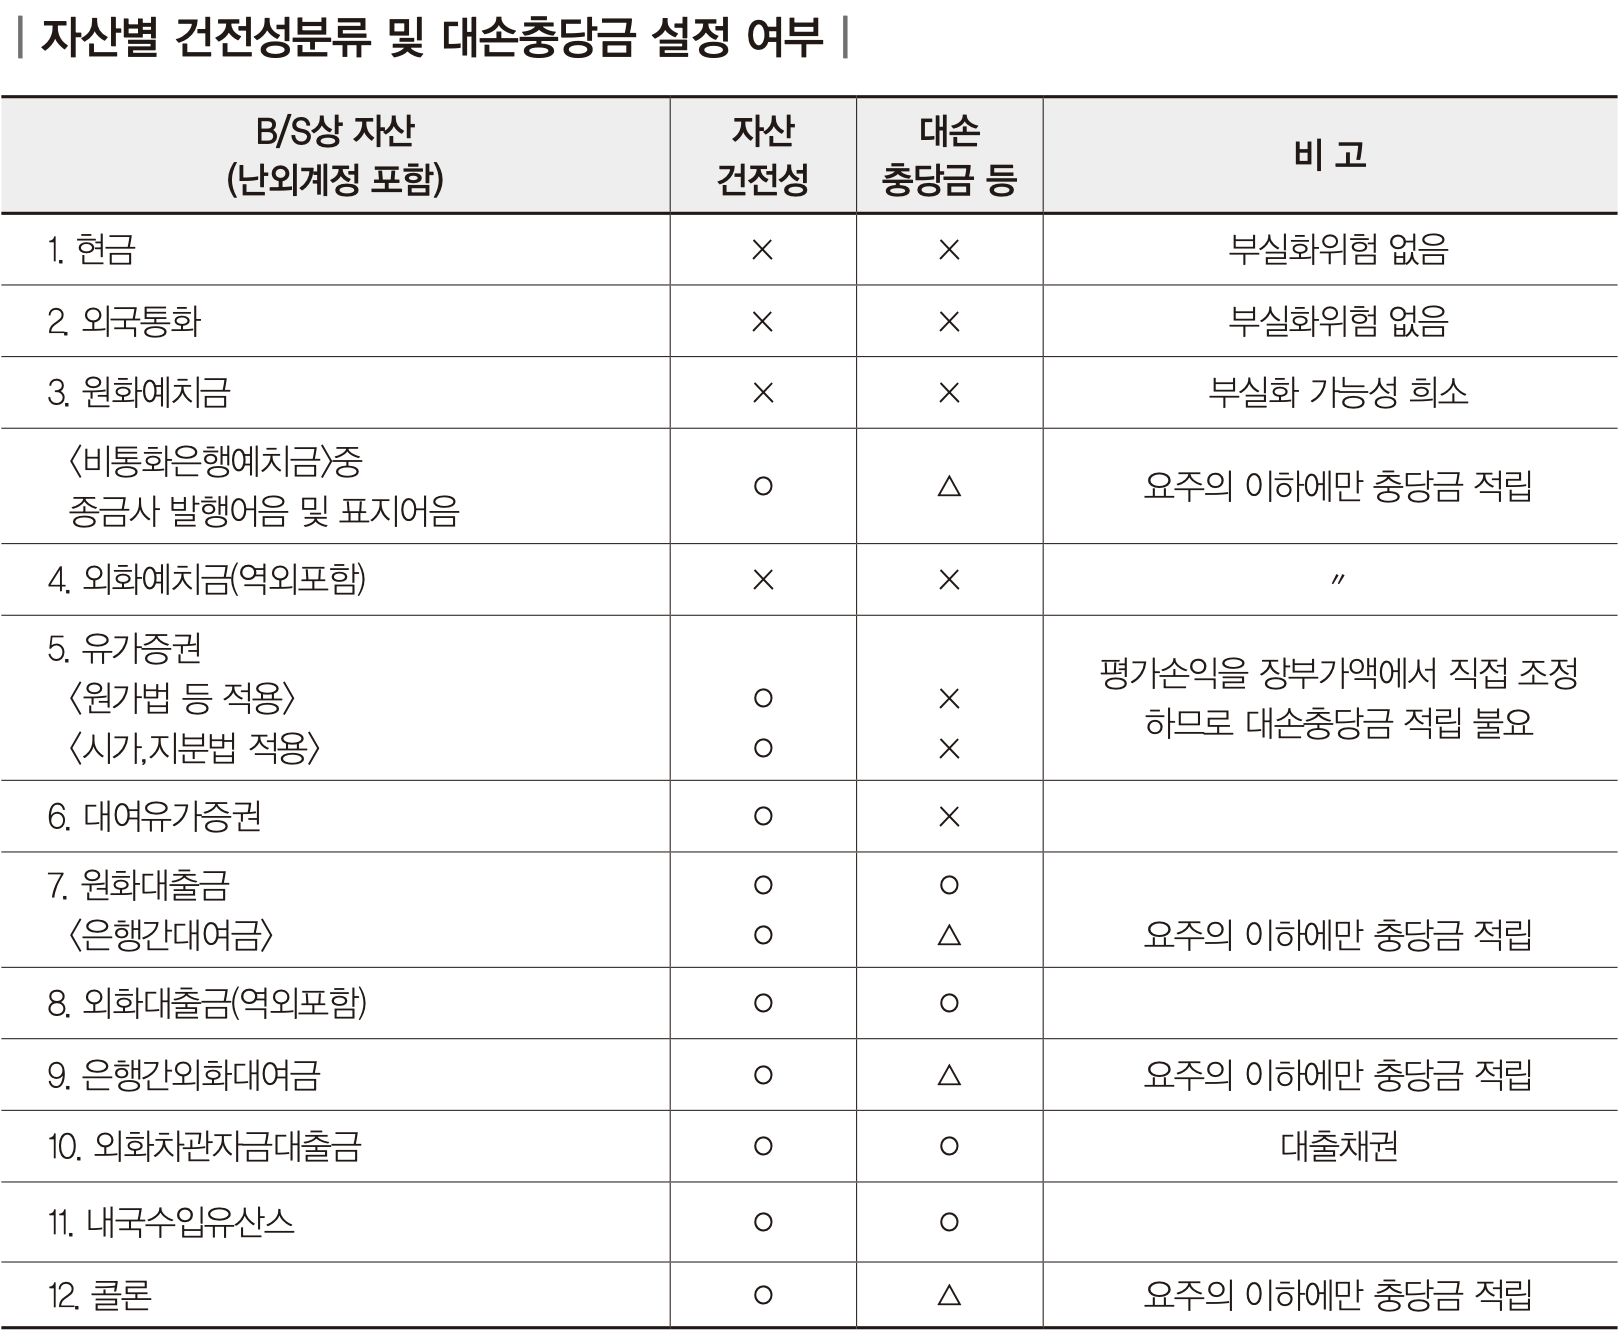 자산별 건전성분류 및 대손충당금 설정 여부
B/S상 자산
(난외계정 포함)
자산
건전성
대손
충당금 등
비 고
1. 현금 × × 부실화위험 없음
2. 외국통화 × × 부실화위험 없음
3. 원화예치금 × × 부실화 가능성 희소
〈비통화은행예치금〉중
종금사 발행어음 및 표지어음
○ △ 요주의 이하에만 충당금 적립
4. 외화예치금(역외포함) × × 〃
5. 유가증권
〈원가법 등 적용〉 ○ ×
〈시가,지분법 적용〉 ○ ×
평가손익을 장부가액에서 직접 조정
하므로 대손충당금 적립 불요
6. 대여유가증권 ○ ×
7. 원화대출금 ○ ○
〈은행간대여금〉 ○ △ 요주의 이하에만 충당금 적립
8. 외화대출금(역외포함) ○ ○
9. 은행간외화대여금 ○ △ 요주의 이하에만 충당금 적립
10. 외화차관자금대출금 ○ ○ 대출채권
11. 내국수입유산스 ○ ○
12. 콜론 ○ △ 요주의 이하에만 충당금 적립